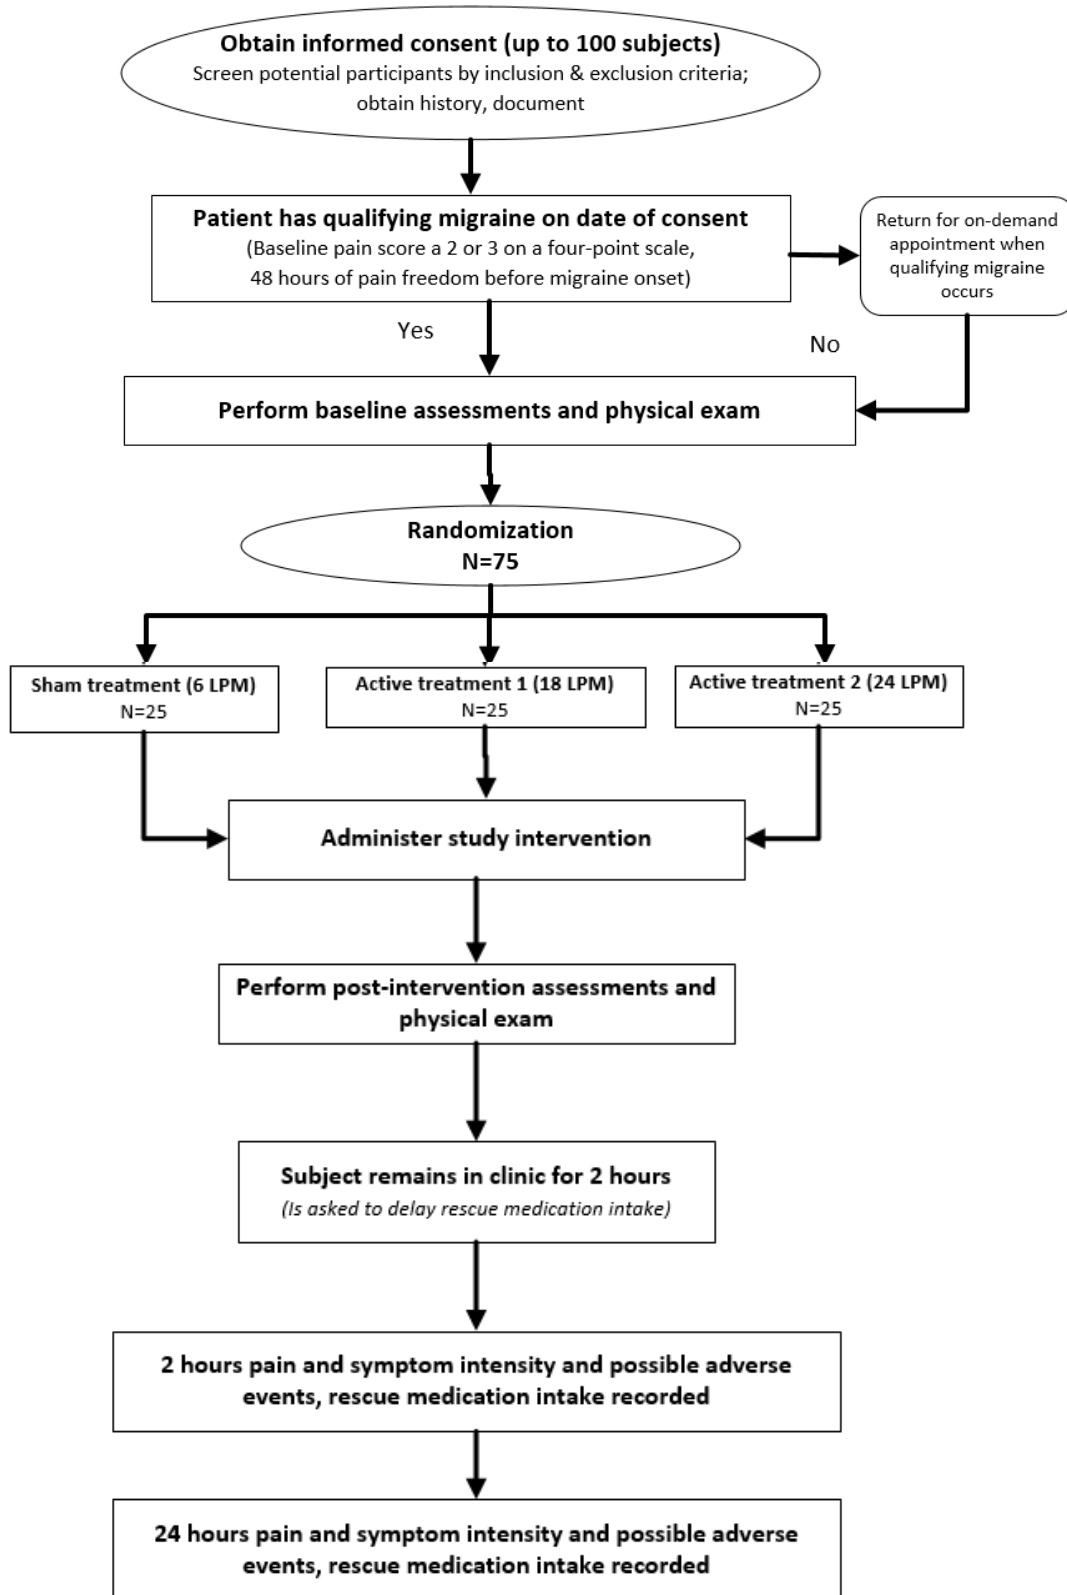 Obtain informed consent (up to 100 subjects)
Screen potential participants by inclusion & exclusion criteria;
obtain history, document
Patient has qualifying migraine on date of consent
(Baseline pain score a 2 or 3 on a four-point scale,
48 hours of pain freedom before migraine onset)
Return for on-demand
appointment when
qualifying migraine
occurs
Yes
No
Perform baseline assessments and physical exam
Randomization
N=75
Sham treatment (6 LPM)
N=25
Active treatment 1 (18 LPM)
N=25
Active treatment 2 (24 LPM)
N=25
Administer study intervention
Perform post-intervention assessments and
physical exam
Subject remains in clinic for 2 hours
(Is asked to delay rescue medication intake)
2 hours pain and symptom intensity and possible adverse
events, rescue medication intake recorded
24 hours pain and symptom intensity and possible adverse
events, rescue medication intake recorded